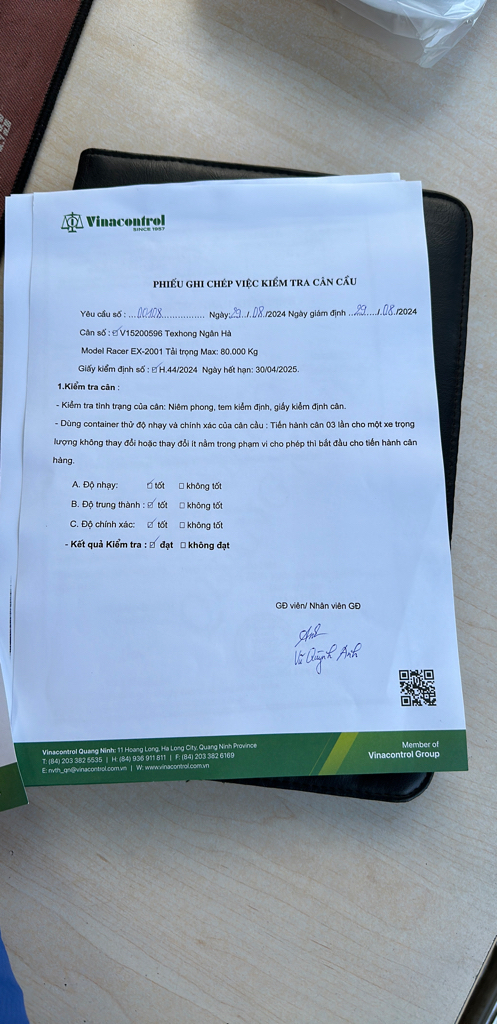 Vinacontrol
SINCE 1957
PHIẾU GHI CHÉP VIỆC KIỂM TRA CÂN CẨU
Yêu cầu số : ...00108............... Ngày:29./.08./2024 Ngày giám định ...29..../.08./2024
Cân số : ☑ V15200596 Texhong Ngân Hà
Model Racer EX-2001 Tải trọng Max: 80.000 Kg
Giấy kiểm định số : ☑ H.44/2024 Ngày hết hạn: 30/04/2025.
1.Kiểm tra cân :
- Kiểm tra tình trạng của cân: Niêm phong, tem kiểm định, giấy kiểm định cân.
- Dùng container thử độ nhạy và chính xác của cân cẩu : Tiến hành cân 03 lần cho một xe trọng
lượng không thay đổi hoặc thay đổi ít nằm trong phạm vi cho phép thì bắt đầu cho tiến hành cân
hàng.
A. Độ nhạy: ☑ tốt ☐ không tốt
B. Độ trung thành : ☑ tốt ☐ không tốt
C. Độ chính xác: ☑ tốt ☐ không tốt
- Kết quả Kiểm tra : ☑ đạt ☐ không đạt
GĐ viên/ Nhân viên GĐ
Anh
Vũ Quỳnh Anh
Vinacontrol Quang Ninh: 11 Hoang Long, Ha Long City, Quang Ninh Province
T: (84) 203 382 5535 | H: (84) 936 911 811 | F: (84) 203 382 6169
E: nvth_qn@vinacontrol.com.vn | W: www.vinacontrol.com.vn
Member of
Vinacontrol Group